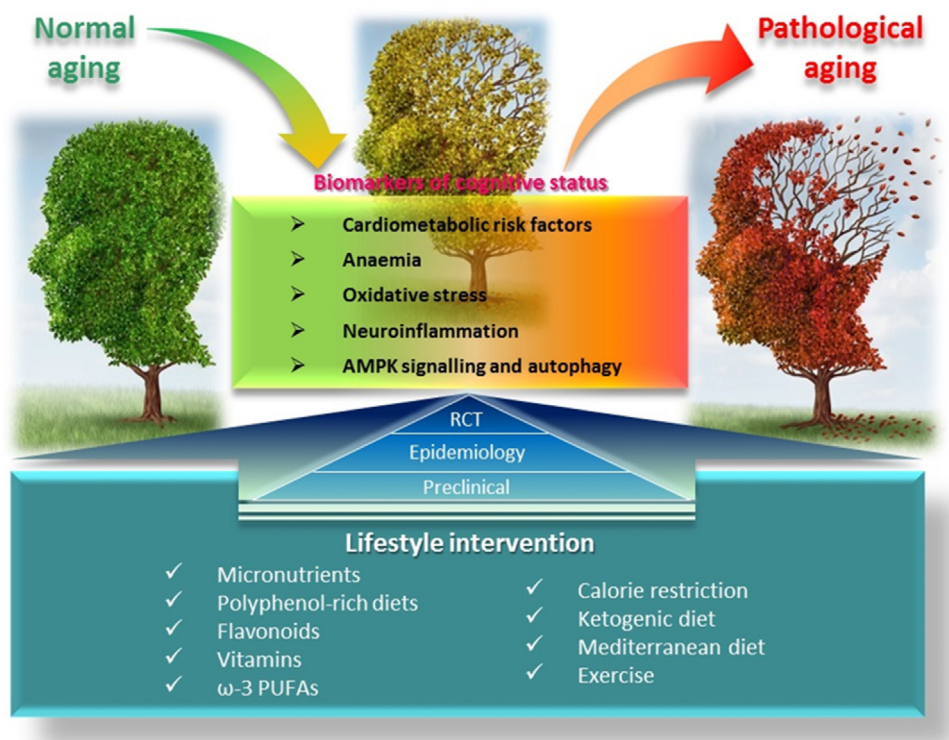 Normal
aging
Pathological
aging
Biomarkers of cognitive status
➤ Cardiometabolic risk factors
➤ Anaemia
➤ Oxidative stress
➤ Neuroinflammation
➤ AMPK signalling and autophagy
RCT
Epidemiology
Preclinical
Lifestyle intervention
✓ Micronutrients
✓ Polyphenol-rich diets
✓ Flavonoids
✓ Vitamins
✓ ω-3 PUFAs
✓ Calorie restriction
✓ Ketogenic diet
✓ Mediterranean diet
✓ Exercise